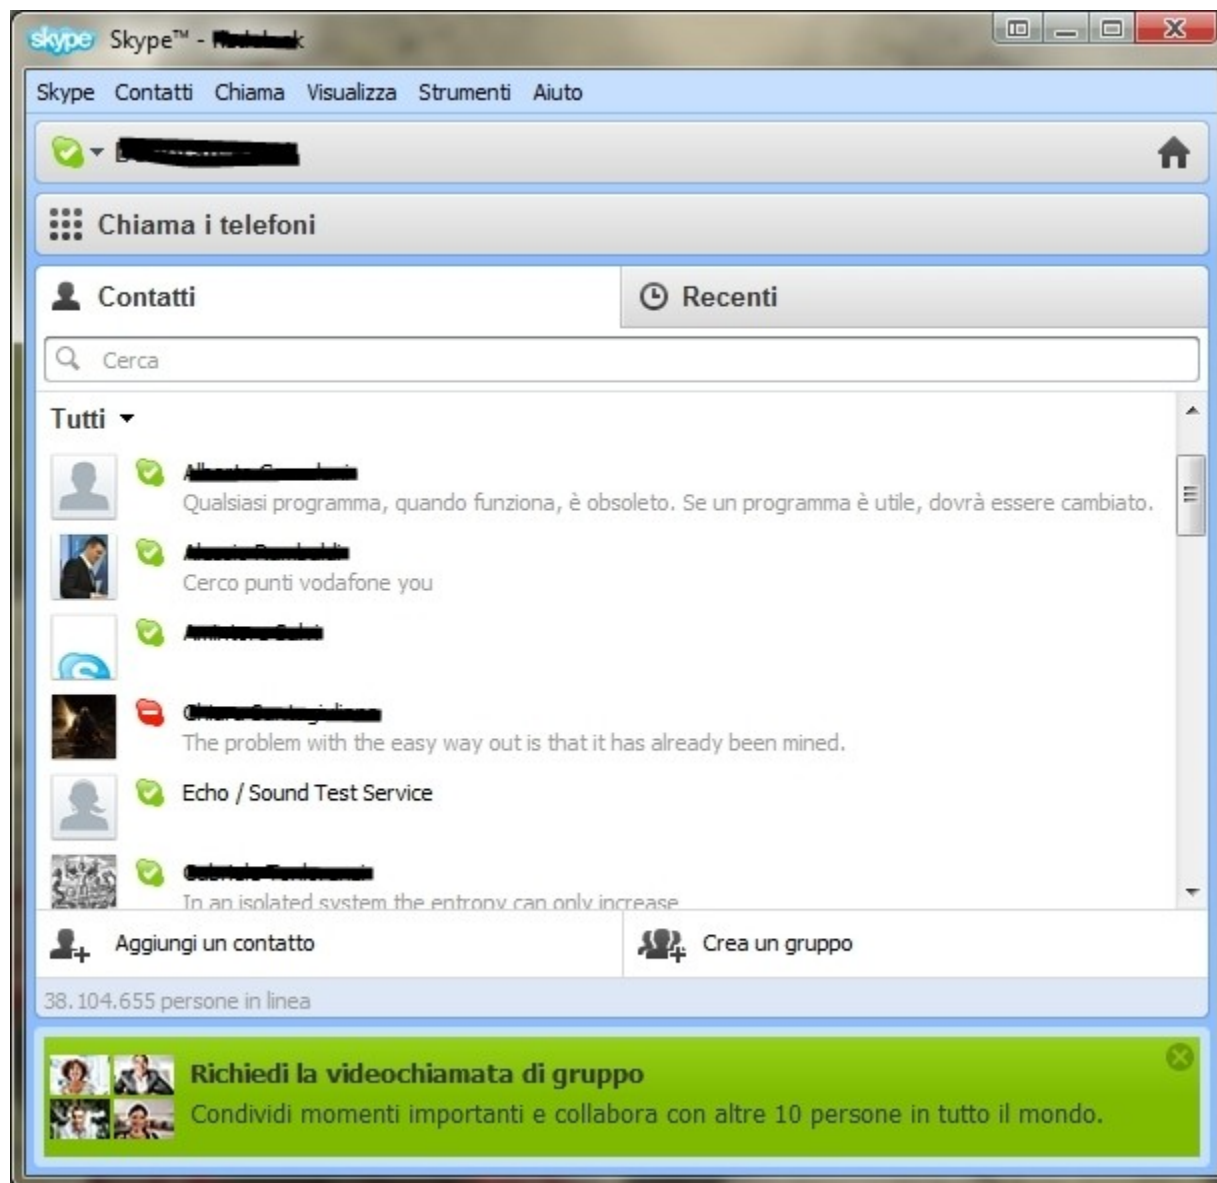 skype Skype™ -
Skype Contatti Chiama Visualizza Strumenti Aiuto
Chiama i telefoni
Contatti
Recenti
Cerca
Tutti
Qualsiasi programma, quando funziona, è obsoleto. Se un programma è utile, dovrà essere cambiato.
Cerco punti vodafone you
The problem with the easy way out is that it has already been mined.
Echo / Sound Test Service
In an isolated system the entropy can only increase
Aggiungi un contatto
Crea un gruppo
38.104.655 persone in linea
Richiedi la videochiamata di gruppo
Condividi momenti importanti e collabora con altre 10 persone in tutto il mondo.